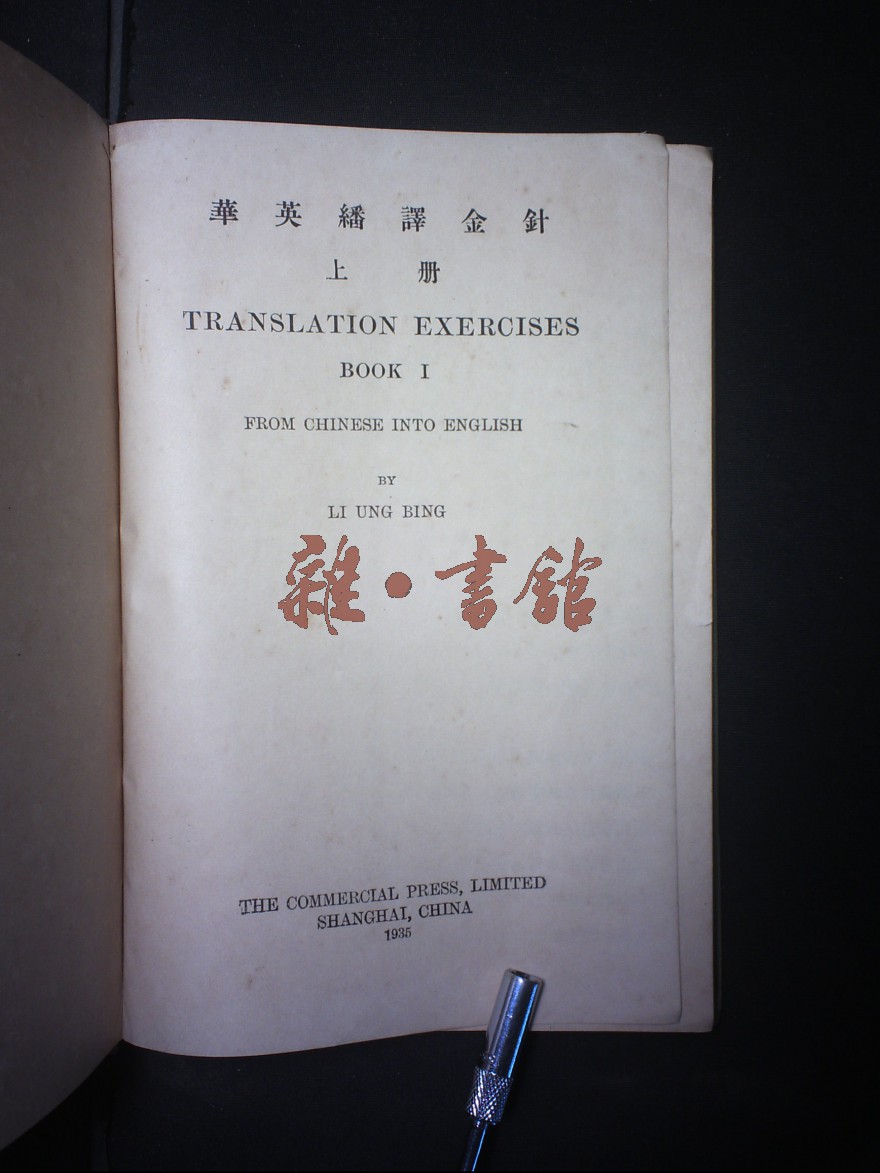 華英繙譯金針
上册
TRANSLATION EXERCISES
BOOK I
FROM CHINESE INTO ENGLISH
BY
LI UNG BING
雜·書館
THE COMMERCIAL PRESS, LIMITED
SHANGHAI, CHINA
1935